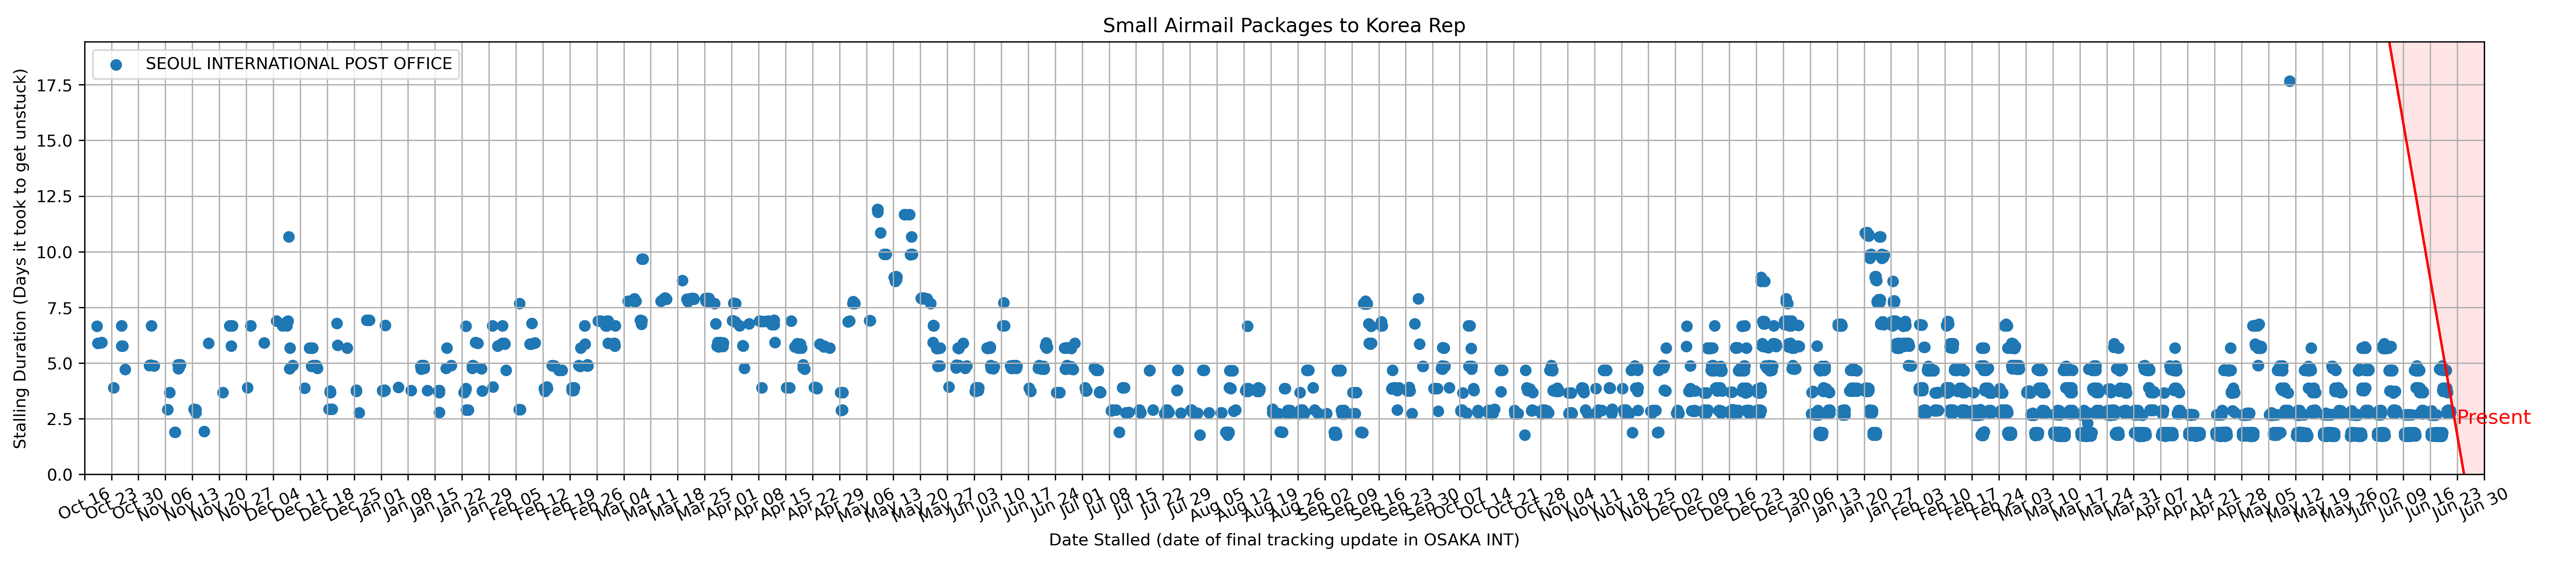 Small Airmail Packages to Korea Rep
SEOUL INTERNATIONAL POST OFFICE
Stalling Duration (Days it took to get unstuck)
17.5
15.0
12.5
10.0
7.5
5.0
2.5
0.0
Present
Oct 16
Oct 23
Oct 30
Nov 06
Nov 13
Nov 20
Nov 27
Dec 04
Dec 11
Dec 18
Dec 25
Jan 01
Jan 08
Jan 15
Jan 22
Jan 29
Feb 05
Feb 12
Feb 19
Feb 26
Mar 04
Mar 11
Mar 18
Mar 25
Apr 01
Apr 08
Apr 15
Apr 22
Apr 29
May 06
May 13
May 20
May 27
Jun 03
Jun 10
Jun 17
Jun 24
Jul 01
Jul 08
Jul 15
Jul 22
Jul 29
Aug 05
Aug 12
Aug 19
Aug 26
Sep 02
Sep 09
Sep 16
Sep 23
Sep 30
Oct 07
Oct 14
Oct 21
Oct 28
Nov 04
Nov 11
Nov 18
Nov 25
Dec 02
Dec 09
Dec 16
Dec 23
Dec 30
Jan 06
Jan 13
Jan 20
Jan 27
Feb 03
Feb 10
Feb 17
Feb 24
Mar 03
Mar 10
Mar 17
Mar 24
Mar 31
Apr 07
Apr 14
Apr 21
Apr 28
May 05
May 12
May 19
May 26
Jun 02
Jun 09
Jun 16
Jun 23
Jun 30
Date Stalled (date of final tracking update in OSAKA INT)